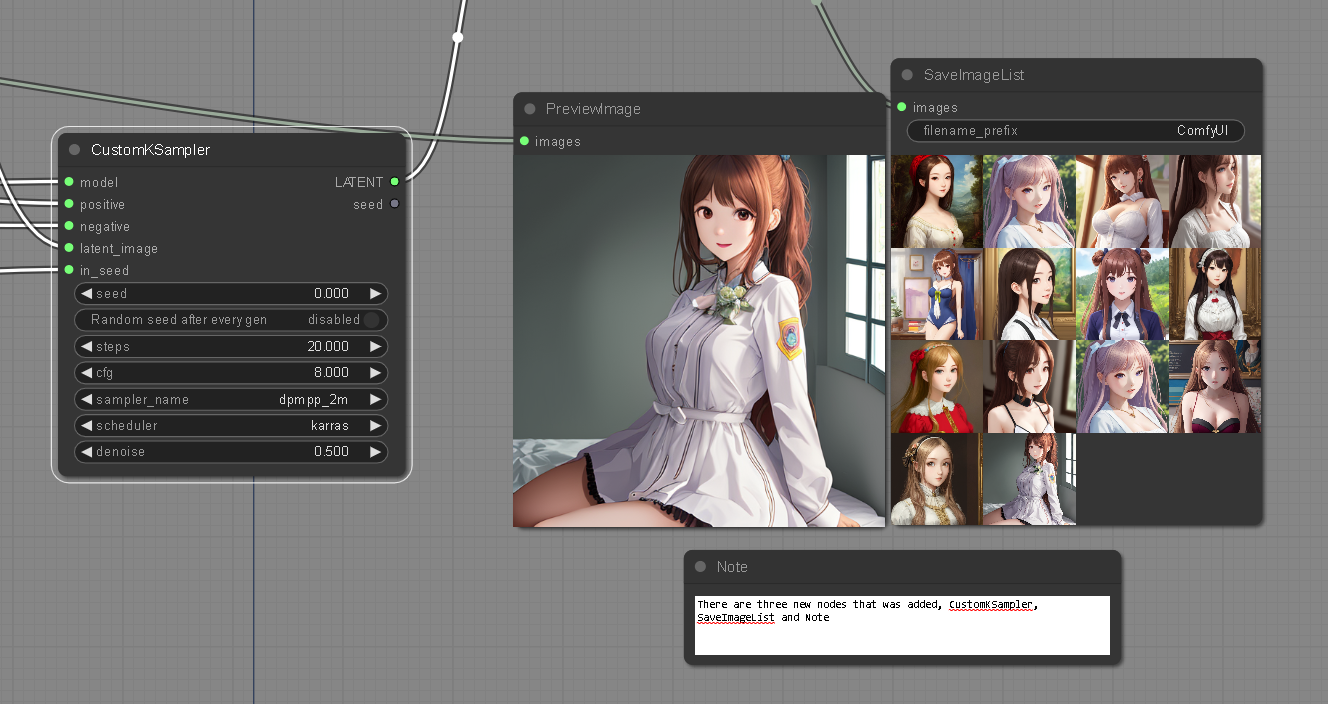 CustomKSampler
model
LATENT
positive
seed
negative
latent_image
in_seed
seed 0.000
Random seed after every gen disabled
steps 20.000
cfg 8.000
sampler_name dpmpp_2m
scheduler karras
denoise 0.500
PreviewImage
images
SaveImageList
images
filename_prefix ComfyUI
Note
There are three new nodes that was added, CustomKSampler,
SaveImageList and Note